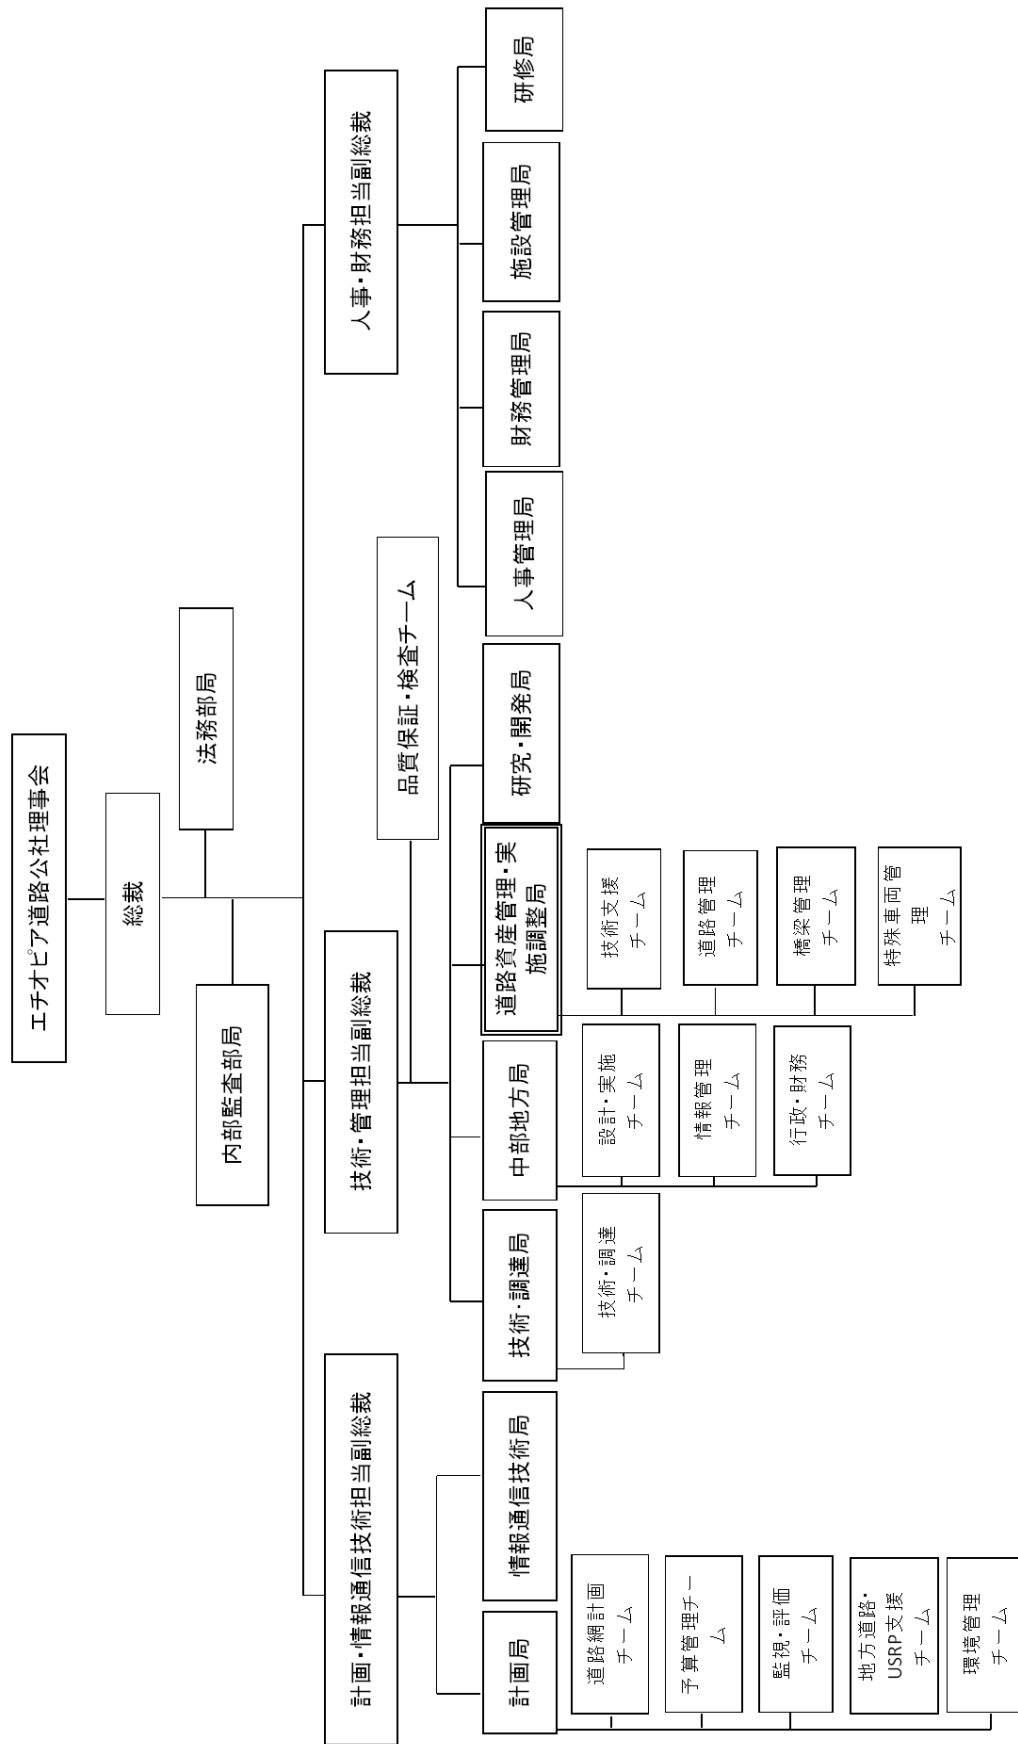 エチオピア道路公社理事会
総裁
法務部局
内部監査部局
計画・情報通信技術担当副総裁
技術・管理担当副総裁
人事・財務担当副総裁
品質保証・検査チーム
計画局
情報通信技術局
技術・調達局
中部地方局
道路資産管理・実
施調整局
研究・開発局
人事管理局
財務管理局
施設管理局
研修局
道路網計画
チーム
予算管理チー
ム
監視・評価
チーム
地方道路・
USRP支援
チーム
環境管理
チーム
技術・調達
チーム
設計・実施
チーム
情報管理
チーム
行政・財務
チーム
技術支援
チーム
道路管理
チーム
橋梁管理
チーム
特殊車両管
理
チーム